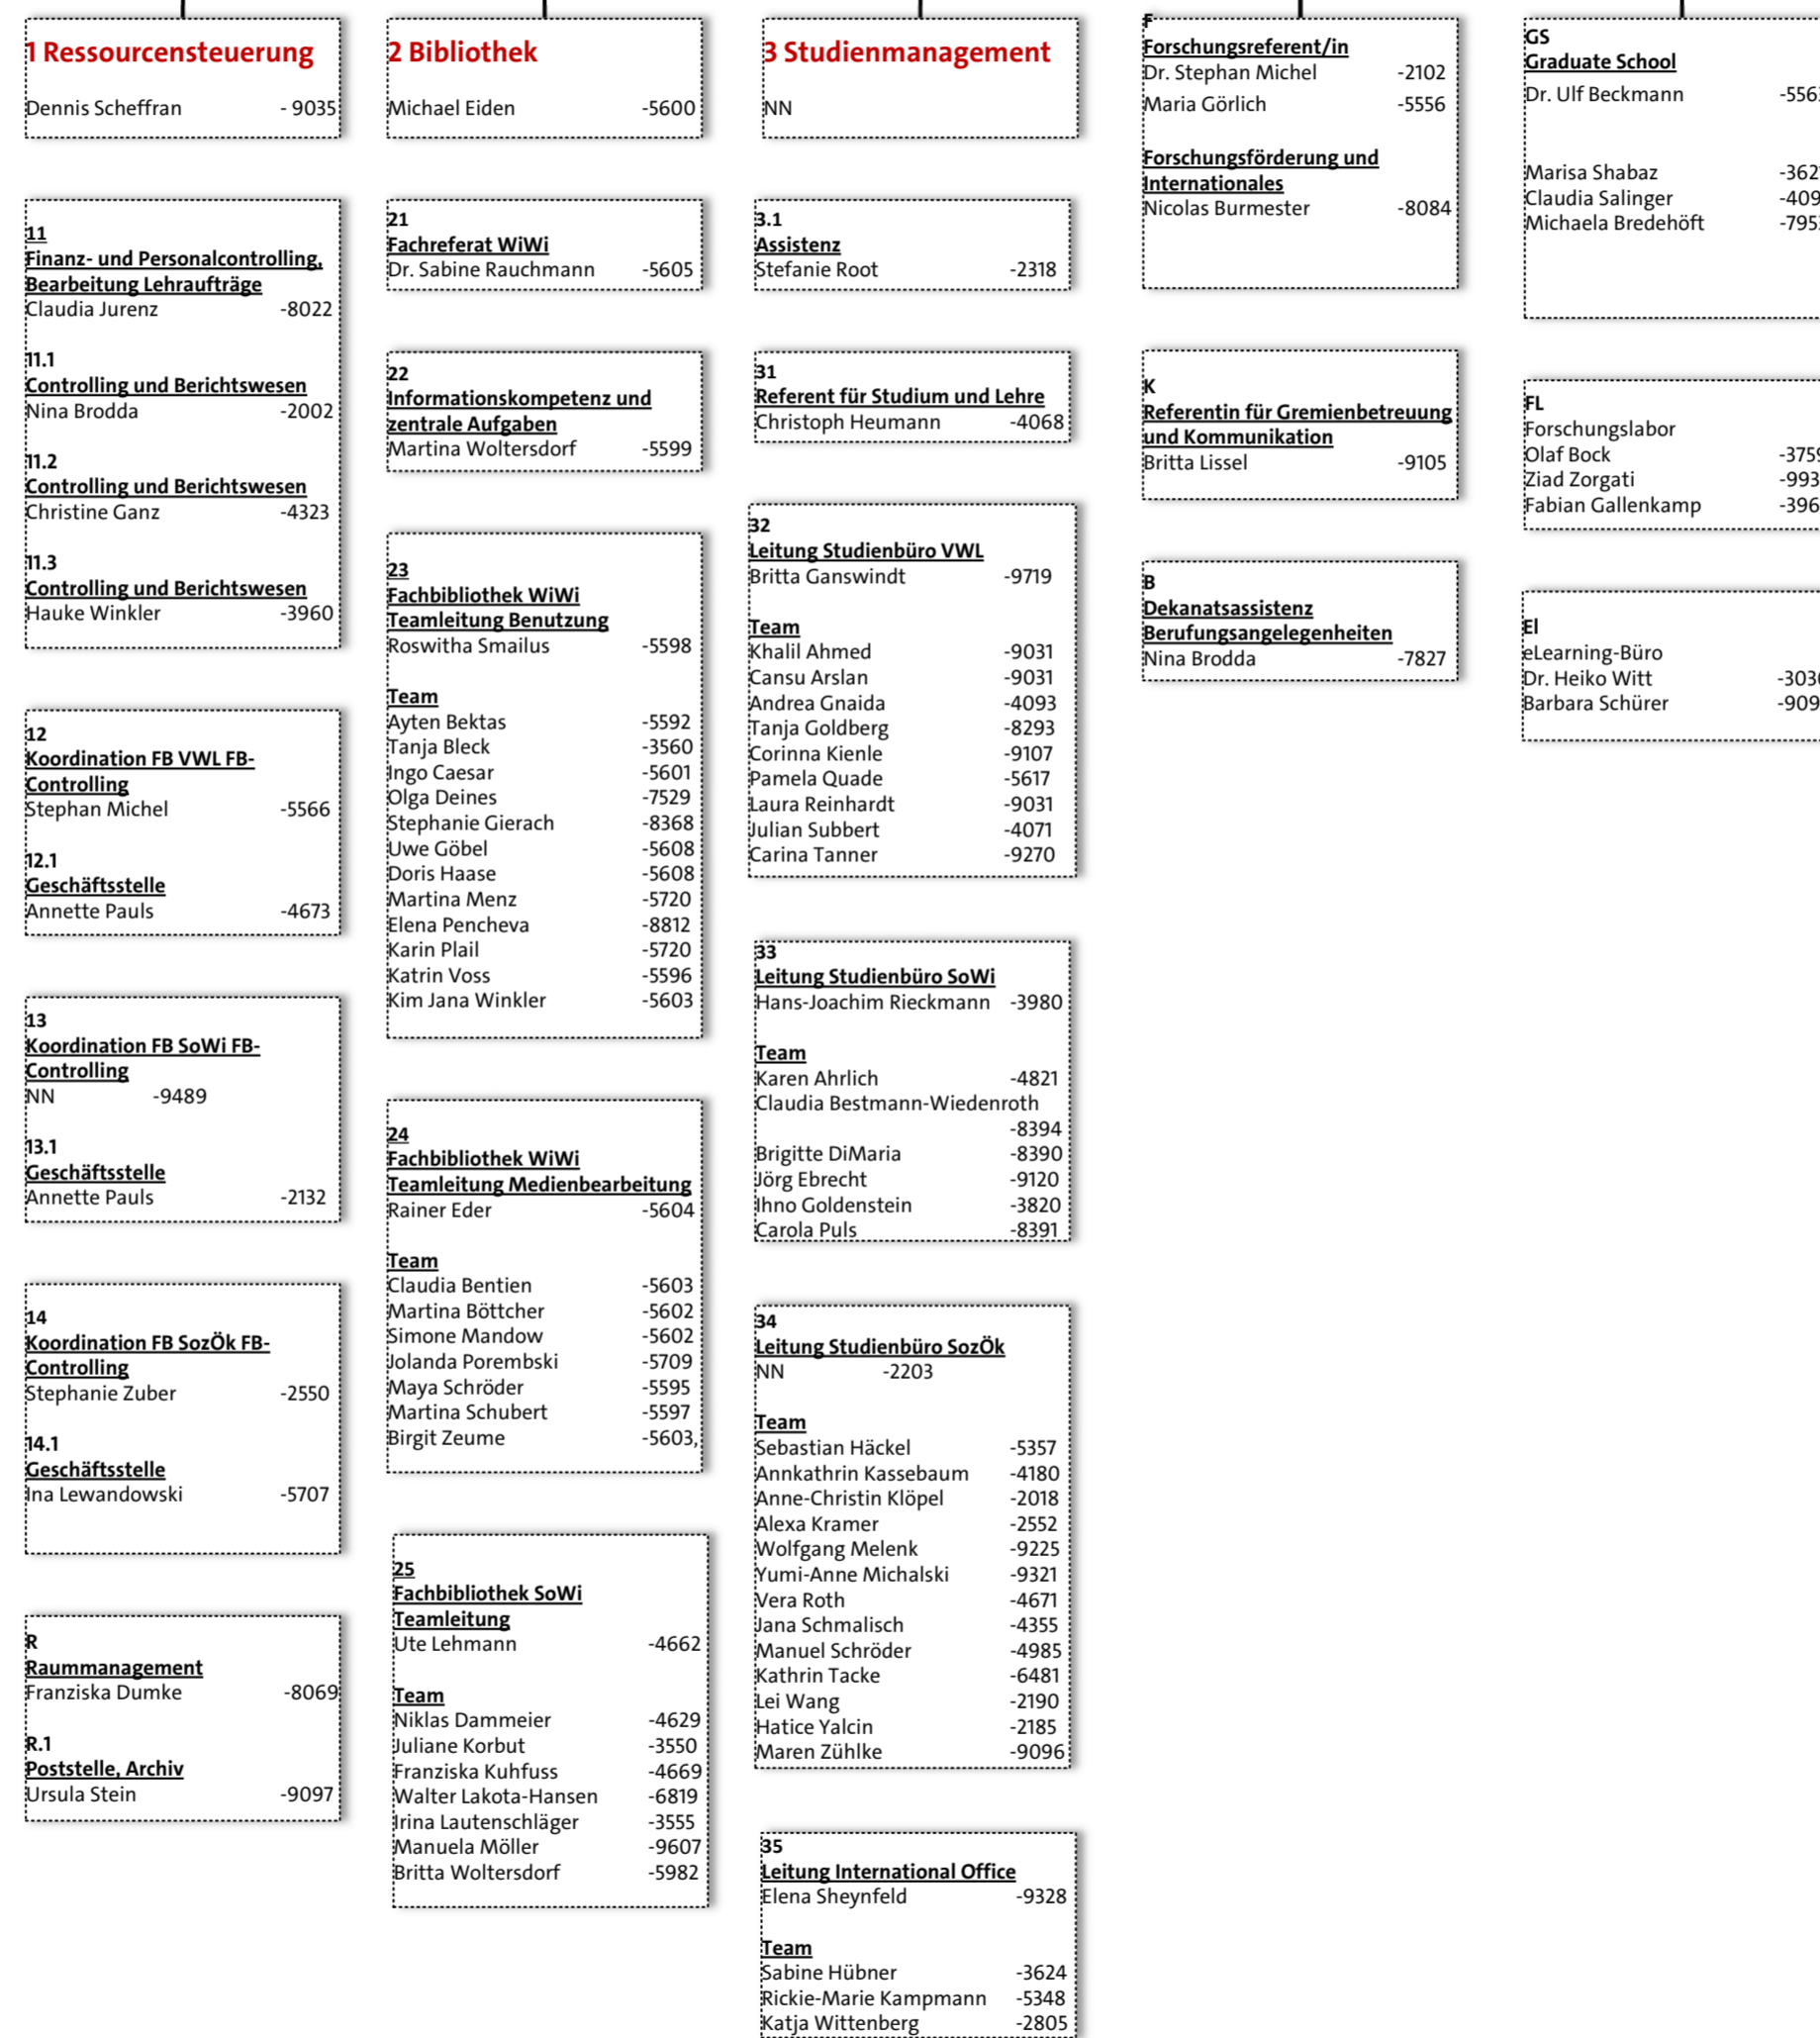 1 Ressourcensteuerung
Dennis Scheffran - 9035
11
Finanz- und Personalcontrolling,
Bearbeitung Lehraufträge
Claudia Jurenz -8022
11.1
Controlling und Berichtswesen
Nina Brodda -2002
11.2
Controlling und Berichtswesen
Christine Ganz -4323
11.3
Controlling und Berichtswesen
Hauke Winkler -3960
12
Koordination FB VWL FB-
Controlling
Stephan Michel -5566
12.1
Geschäftsstelle
Annette Pauls -4673
13
Koordination FB SoWi FB-
Controlling
NN -9489
13.1
Geschäftsstelle
Annette Pauls -2132
14
Koordination FB SozÖk FB-
Controlling
Stephanie Zuber -2550
14.1
Geschäftsstelle
Ina Lewandowski -5707
R
Raummanagement
Franziska Dumke -8069
R.1
Poststelle, Archiv
Ursula Stein -9097
2 Bibliothek
Michael Eiden -5600
21
Fachreferat WiWi
Dr. Sabine Rauchmann -5605
22
Informationskompetenz und
zentrale Aufgaben
Martina Woltersdorf -5599
23
Fachbibliothek WiWi
Teamleitung Benutzung
Roswitha Smailus -5598
Team
Ayten Bektas -5592
Tanja Bleck -3560
Ingo Caesar -5601
Olga Deines -7529
Stephanie Gierach -8368
Uwe Göbel -5608
Doris Haase -5608
Martina Menz -5720
Elena Pencheva -8812
Karin Plail -5720
Katrin Voss -5596
Kim Jana Winkler -5603
24
Fachbibliothek WiWi
Teamleitung Medienbearbeitung
Rainer Eder -5604
Team
Claudia Bentien -5603
Martina Böttcher -5602
Simone Mandow -5602
Jolanda Porembski -5709
Maya Schröder -5595
Martina Schubert -5597
Birgit Zeume -5603,
25
Fachbibliothek SoWi
Teamleitung
Ute Lehmann -4662
Team
Niklas Dammeier -4629
Juliane Korbut -3550
Franziska Kuhfuss -4669
Walter Lakota-Hansen -6819
Irina Lautenschläger -3555
Manuela Möller -9607
Britta Woltersdorf -5982
3 Studienmanagement
NN
3.1
Assistenz
Stefanie Root -2318
31
Referent für Studium und Lehre
Christoph Heumann -4068
32
Leitung Studienbüro VWL
Britta Ganswindt -9719
Team
Khalil Ahmed -9031
Cansu Arslan -9031
Andrea Gnaida -4093
Tanja Goldberg -8293
Corinna Kienle -9107
Pamela Quade -5617
Laura Reinhardt -9031
Julian Subbert -4071
Carina Tanner -9270
33
Leitung Studienbüro SoWi
Hans-Joachim Rieckmann -3980
Team
Karen Ahrlich -4821
Claudia Bestmann-Wiedenroth
-8394
Brigitte DiMaria -8390
Jörg Ebrecht -9120
Ihno Goldenstein -3820
Carola Puls -8391
34
Leitung Studienbüro SozÖk
NN -2203
Team
Sebastian Häckel -5357
Annkathrin Kassebaum -4180
Anne-Christin Klöpel -2018
Alexa Kramer -2552
Wolfgang Melenk -9225
Yumi-Anne Michalski -9321
Vera Roth -4671
Jana Schmalisch -4355
Manuel Schröder -4985
Kathrin Tacke -6481
Lei Wang -2190
Hatice Yalcin -2185
Maren Zühlke -9096
35
Leitung International Office
Elena Sheynfeld -9328
Team
Sabine Hübner -3624
Rickie-Marie Kampmann -5348
Katja Wittenberg -2805
F
Forschungsreferent/in
Dr. Stephan Michel -2102
Maria Görlich -5556
Forschungsförderung und
Internationales
Nicolas Burmester -8084
K
Referentin für Gremienbetreuung
und Kommunikation
Britta Lissel -9105
B
Dekanatsassistenz
Berufungsangelegenheiten
Nina Brodda -7827
GS
Graduate School
Dr. Ulf Beckmann
Marisa Shabaz
Claudia Salinger
Michaela Bredehöft
FL
Forschungslabor
Olaf Bock
Ziad Zorgati
Fabian Gallenkamp
El
eLearning-Büro
Dr. Heiko Witt
Barbara Schürer